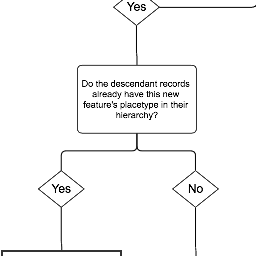 Yes
Do the descendant records
already have this new
feature's placetype in their
hierarchy?
Yes
No